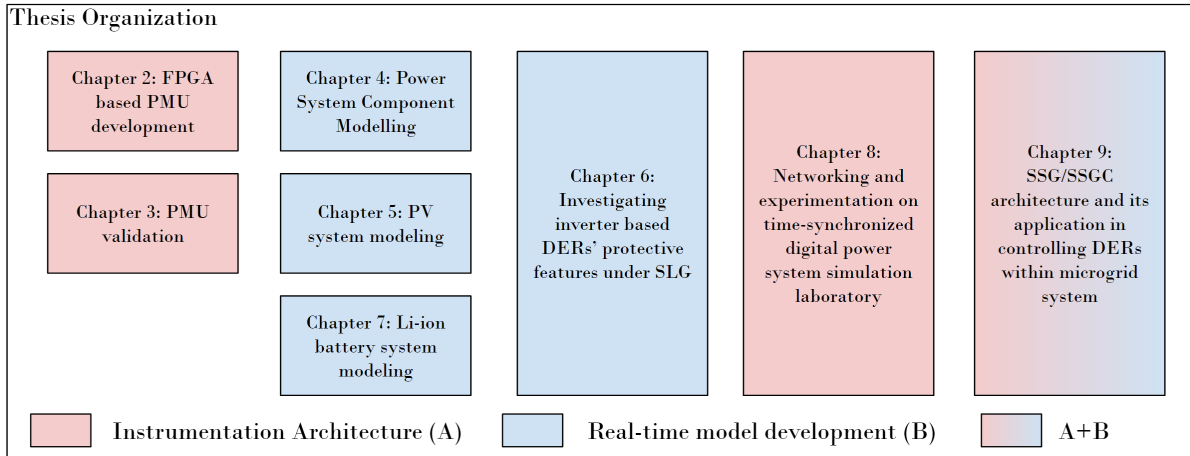 Thesis Organization
Chapter 2: FPGA
based PMU
development
Chapter 3: PMU
validation
Chapter 4: Power
System Component
Modelling
Chapter 5: PV
system modeling
Chapter 7: Li-ion
battery system
modeling
Chapter 6:
Investigating
inverter based
DERs’ protective
features under SLG
Chapter 8:
Networking and
experimentation on
time-synchronized
digital power
system simulation
laboratory
Chapter 9:
SSG/SSGC
architecture and its
application in
controlling DERs
within microgrid
system
Instrumentation Architecture (A)
Real-time model development (B)
A+B